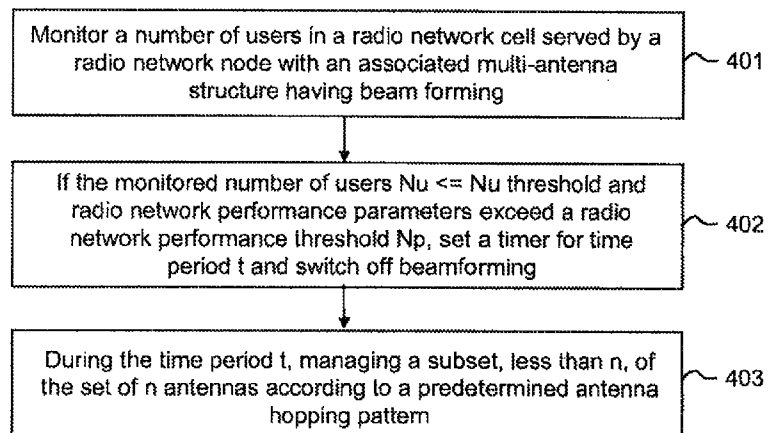 Monitor a number of users in a radio network cell served by a
radio network node with an associated multi-antenna
structure having beam forming
401
If the monitored number of users Nu <= Nu threshold and
radio network performance parameters exceed a radio
network performance threshold Np, set a timer for time
period t and switch off beamforming
402
During the time period t, managing a subset, less than n, of
the set of n antennas according to a predetermined antenna
hopping pattern
403